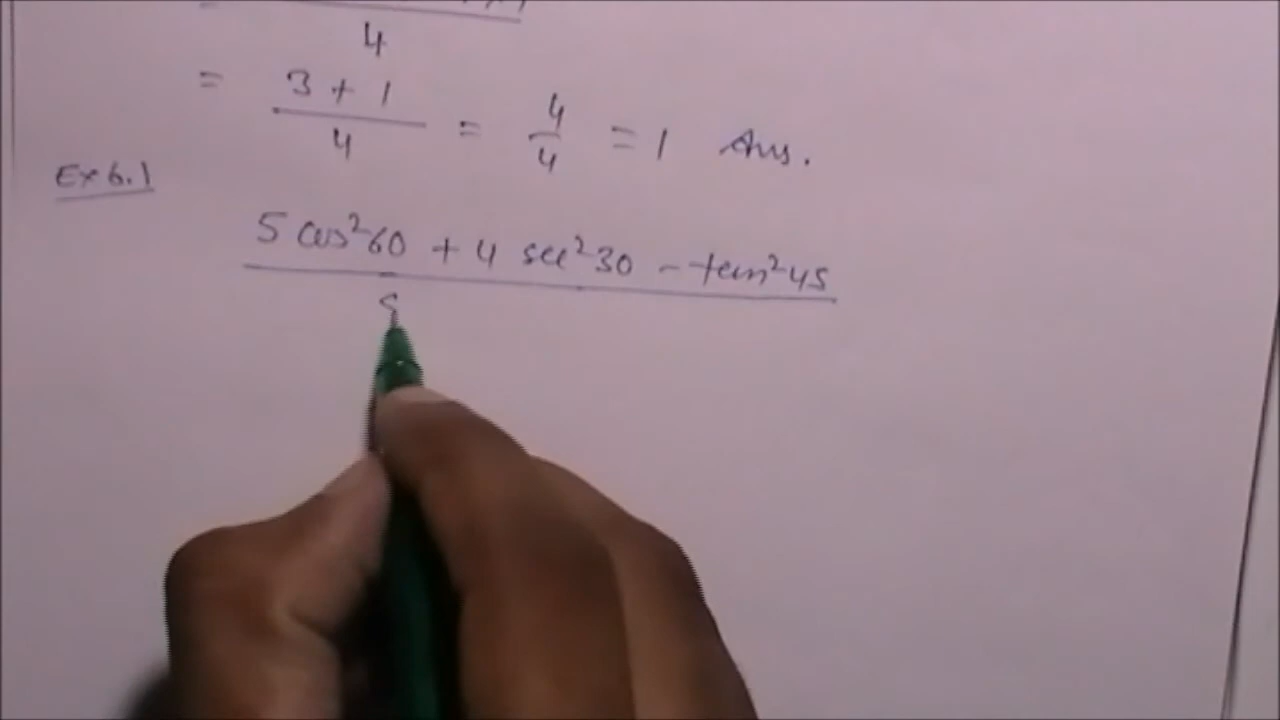 4
= 3 + 1 / 4 = 4/4 = 1 Ans.
Ex 6.1
5 cos²60 + 4 sec²30 - tan²45
s